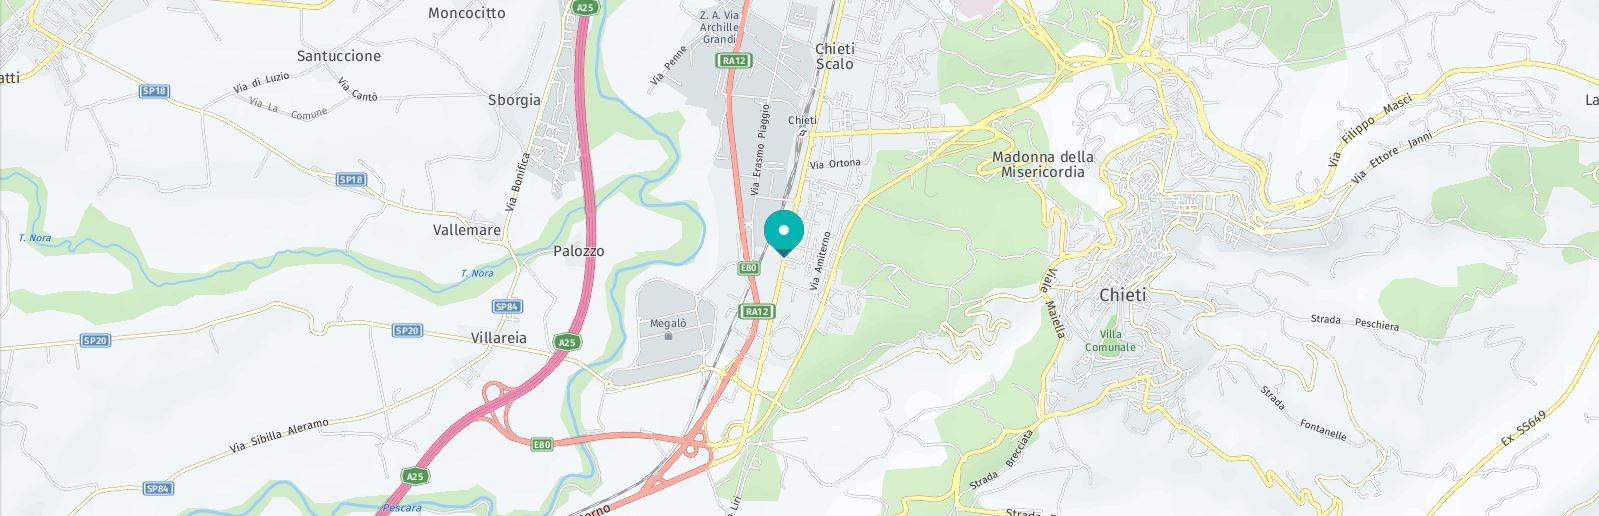 Moncocitto
A25
Z. A. Via
Archille
Grandi
Santuccione
Via Penne
RA12
Chieti
Scalo
atti
Via di Luzio
Via Cantò
SP18
Via La Comune
Sborgia
La
Via Filippo Masci
Chieti
Via Erasmo Piaggio
Via Ettore Ianni
Via Ortona
Madonna della
Misericordia
SP18
Via Bonifica
Vallemare
T. Nora
Palozzo
Via Amiterno
T. Nora
E80
Viale Maiella
Chieti
SP84
RA12
Megalò
Strada Peschiera
SP20
SP20
Villareia
A25
Villa
Comunale
Strada Fontanelle
Via Sibilla Aleramo
E80
Ex SS649
Strada Brecciata
A25
SP84
Pescara
a Liri
torno
Strada